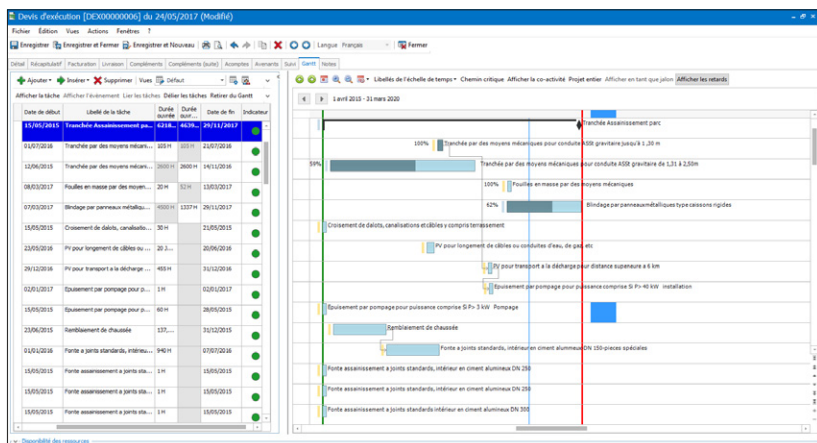 Devis d'exécution [DEX00000006] du 24/05/2017 (Modifié)
Fichier Edition Vues Actions Fenêtres ?
Enregistrer Enregistrer et Fermer Enregistrer et Nouveau Langue Français Fermer
Détail Récapitulatif Facturation Livraison Compléments Compléments (suite) Acomptes Avenants Suivi Gantt Notes
Ajouter Insérer Supprimer Vues Défaut
Libellés de l'échelle de temps Chemin critique Afficher la co-activité Projet entier Afficher en tant que jalon Afficher les retards
Afficher la tâche Afficher l'évènement Lier les tâches Délier les tâches Retirer du Gantt
1 avril 2015 - 31 mars 2020
Date de début Libellé de la tâche Durée ouvrée Durée ouvr... Date de fin Indicateur
15/05/2015 Tranchée Assainissement pa... 6218... 4639... 29/11/2017
01/07/2016 Tranchée par des moyens mécani... 103 H 103 H 21/07/2016
12/06/2015 Tranchée par des moyens mécani... 2600 H 2600 H 14/11/2016
08/03/2017 Fouilles en masse par des moyen... 20 H 52 H 13/03/2017
07/03/2017 Blindage par panneaux métalliqu... 4500 H 1337 H 29/11/2017
15/05/2015 Croisement de dalots, canalisatio... 30 H 21/05/2015
23/05/2016 PV pour longement de câbles ou ... 20 J... 20/06/2016
29/12/2016 PV pour transport a la décharge ... 455 H 31/12/2016
02/01/2017 Epuisement par pompage pour p... 1 H 02/01/2017
15/05/2015 Epuisement par pompage pour p... 60 H 28/05/2015
23/06/2015 Remblaiement de chaussée 137,... 31/12/2015
01/01/2016 Fonte a joints standards, intérieu... 940 H 07/07/2016
15/05/2015 Fonte assainissement a joints sta... 1 H 15/05/2015
15/05/2015 Fonte assainissement a joints sta... 1 H 15/05/2015
15/05/2015 Fonte assainissement a joints sta... 1 H 15/05/2015
Tranchée Assainissement parc
100% Tranchée par des moyens mécaniques pour conduite ASSt gravitaire jusqu'à 1,30 m
59% Tranchée par des moyens mécaniques pour conduite ASSt gravitaire de 1,31 à 2,50m
100% Fouilles en masse par des moyens mécaniques
62% Blindage par panneaux métalliques type caissons rigides
Croisement de dalots, canalisations et câbles y compris terrassement
PV pour longement de câbles ou conduites d'eau, de gaz, etc
PV pour transport a la décharge pour distance superieure a 6 km
Epuisement par pompage pour puissance comprise Si P> 40 kW installation
Epuisement par pompage pour puissance comprise Si P> 3 kW Pompage
Remblaiement de chaussée
Fonte a joints standards, intérieur en ciment alumineux DN 150-pieces spéciales
Fonte assainissement a joints standards, intérieur en ciment alumineux DN 250
Fonte assainissement a joints standards, intérieur en ciment alumineux DN 250
Fonte assainissement a joints standards intérieur en ciment alumineux DN 300
Disponibilité des ressources